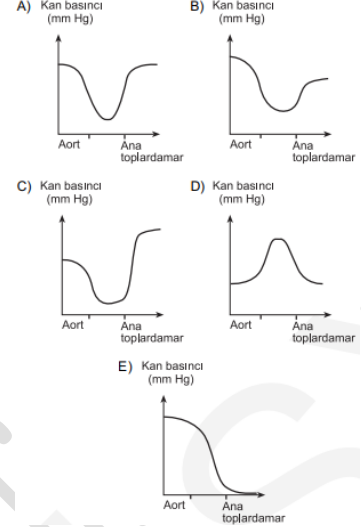 A) Kan basıncı
(mm Hg)
Aort
Ana
toplardamar
B) Kan basıncı
(mm Hg)
Aort
Ana
toplardamar
C) Kan basıncı
(mm Hg)
Aort
Ana
toplardamar
D) Kan basıncı
(mm Hg)
Aort
Ana
toplardamar
E) Kan basıncı
(mm Hg)
Aort
Ana
toplardamar